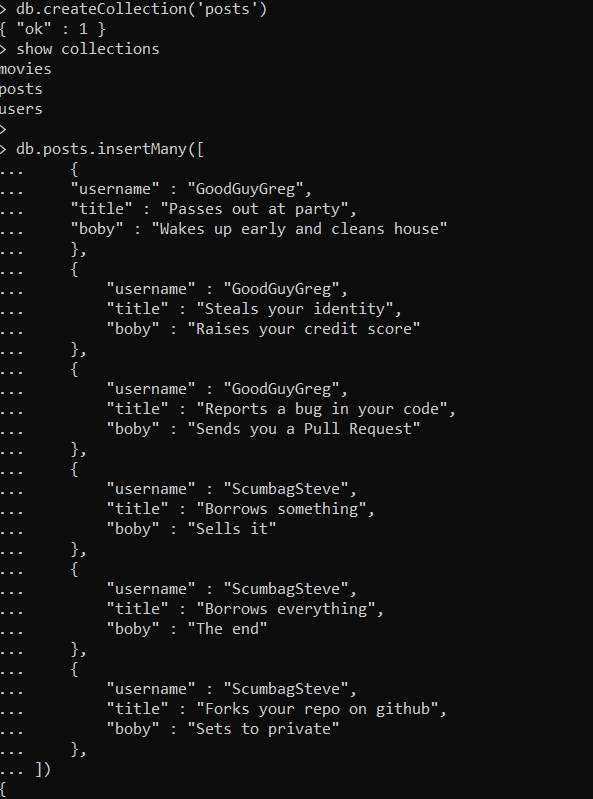 > db.createCollection('posts')
{ "ok" : 1 }
> show collections
movies
posts
users
>
> db.posts.insertMany([
...     {
...     "username" : "GoodGuyGreg",
...     "title" : "Passes out at party",
...     "boby" : "Wakes up early and cleans house"
...     },
...     {
...         "username" : "GoodGuyGreg",
...         "title" : "Steals your identity",
...         "boby" : "Raises your credit score"
...     },
...     {
...         "username" : "GoodGuyGreg",
...         "title" : "Reports a bug in your code",
...         "boby" : "Sends you a Pull Request"
...     },
...     {
...         "username" : "ScumbagSteve",
...         "title" : "Borrows something",
...         "boby" : "Sells it"
...     },
...     {
...         "username" : "ScumbagSteve",
...         "title" : "Borrows everything",
...         "boby" : "The end"
...     },
...     {
...         "username" : "ScumbagSteve",
...         "title" : "Forks your repo on github",
...         "boby" : "Sets to private"
...     },
... ])
{